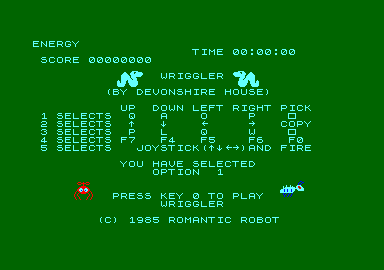 ENERGY
TIME 00:00:00
SCORE 00000000
WRIGGLER
(BY DEVONSHIRE HOUSE)
UP DOWN LEFT RIGHT PICK
1 SELECTS Q A O P □
2 SELECTS ↑ ↓ ← → COPY
3 SELECTS P L Q W □
4 SELECTS F7 F4 F5 F6 F0
5 SELECTS JOYSTICK(↑↓←→)AND FIRE
YOU HAVE SELECTED
OPTION 1
PRESS KEY 0 TO PLAY
WRIGGLER
(C) 1985 ROMANTIC ROBOT